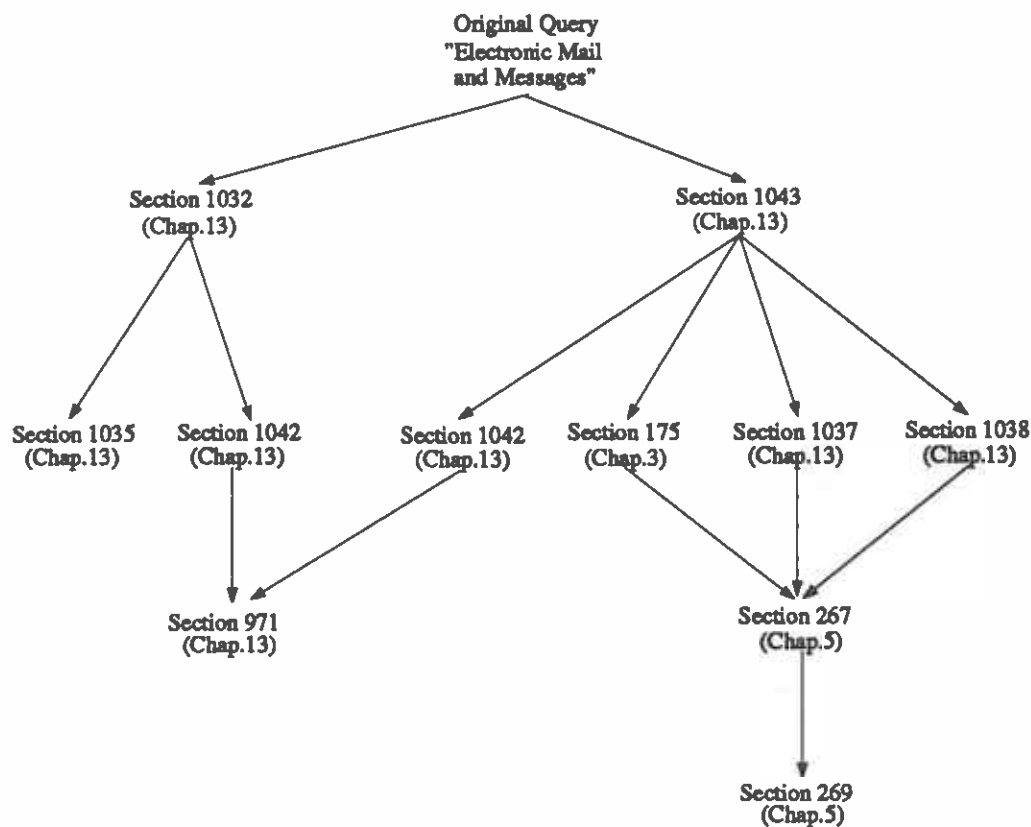 Original Query
"Electronic Mail
and Messages"
Section 1032
(Chap.13)
Section 1043
(Chap.13)
Section 1035
(Chap.13)
Section 1042
(Chap.13)
Section 1042
(Chap.13)
Section 175
(Chap.3)
Section 1037
(Chap.13)
Section 1038
(Chap.13)
Section 971
(Chap.13)
Section 267
(Chap.5)
Section 269
(Chap.5)